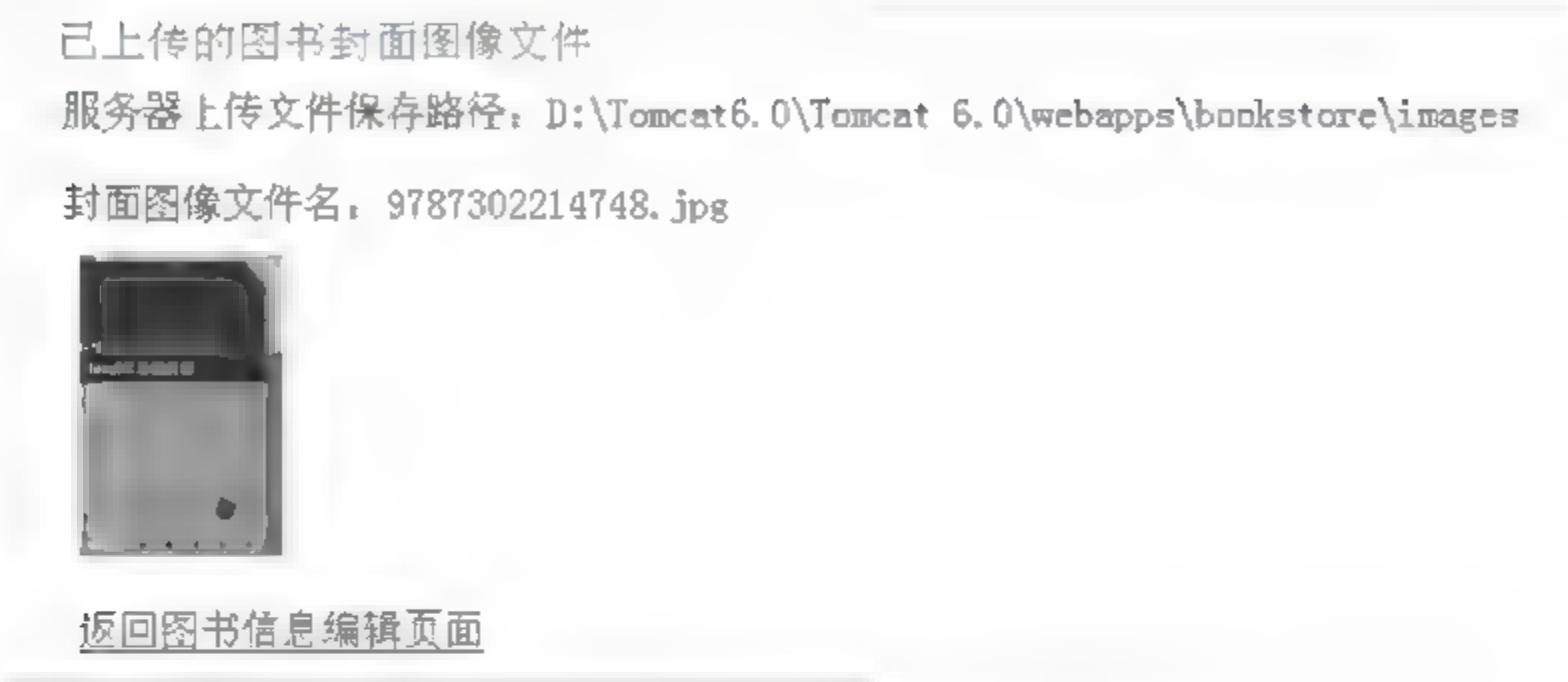 已上传的图书封面图像文件
服务器上传文件保存路径：D:\Tomcat6.0\Tomcat 6.0\webapps\bookstore\images
封面图像文件名：9787302214748.jpg
返回图书信息编辑页面